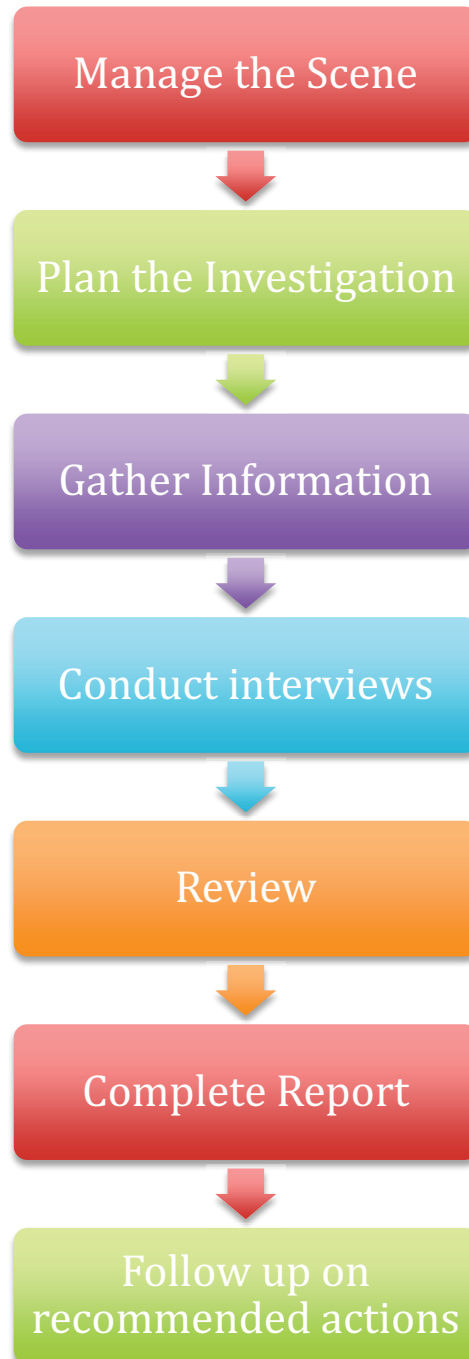 Manage the Scene
Plan the Investigation
Gather Information
Conduct interviews
Review
Complete Report
Follow up on
recommended actions